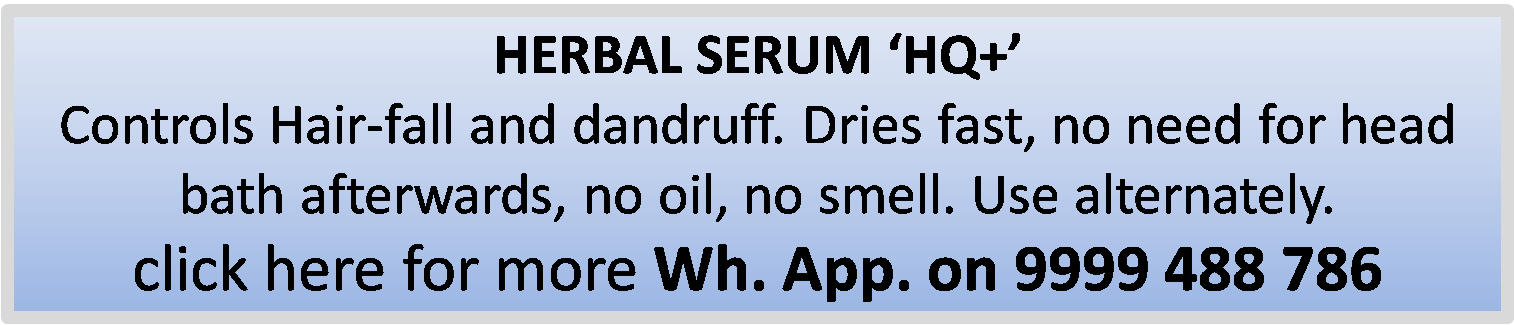 HERBAL SERUM ‘HQ+’
Controls Hair-fall and dandruff. Dries fast, no need for head
bath afterwards, no oil, no smell. Use alternately.
click here for more Wh. App. on 9999 488 786